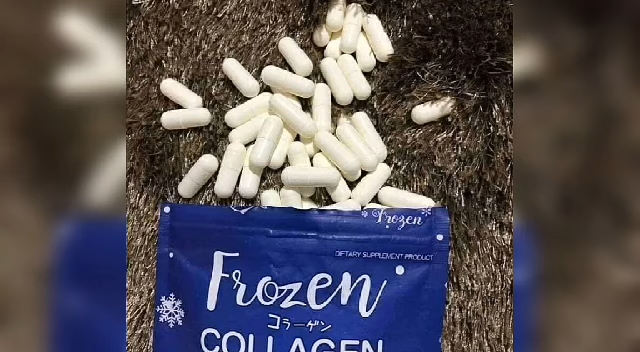 Frozen
DIETARY SUPPLEMENT PRODUCT
Frozen
コラーゲン
COLLAGEN